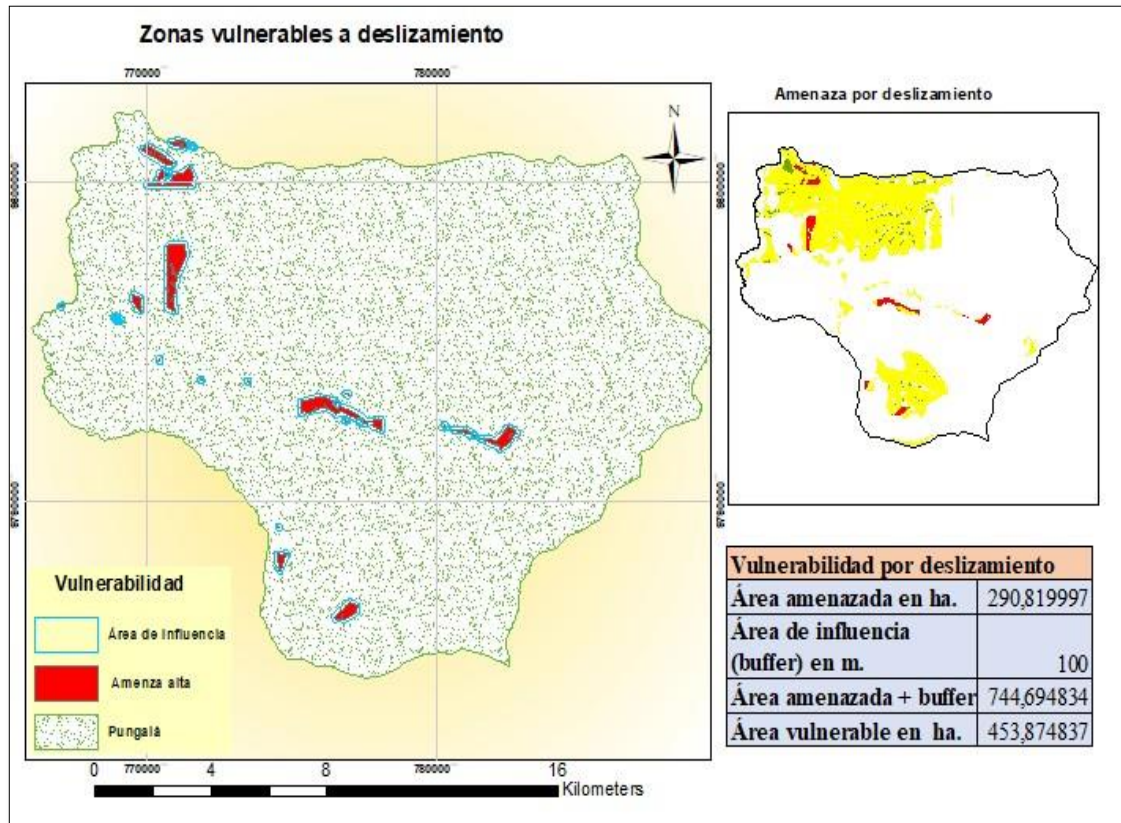 Zonas vulnerables a deslizamiento
770000
780000
9800000
N
Vulnerabilidad
Área de influencia
Amenza alta
Pungalá
770000
780000
0
4
8
16
Kilometers
Amenaza por deslizamiento
Vulnerabilidad por deslizamiento
Área amenazada en ha. 290,819997
Área de influencia
(buffer) en m. 100
Área amenazada + buffer 744,694834
Área vulnerable en ha. 453,874837